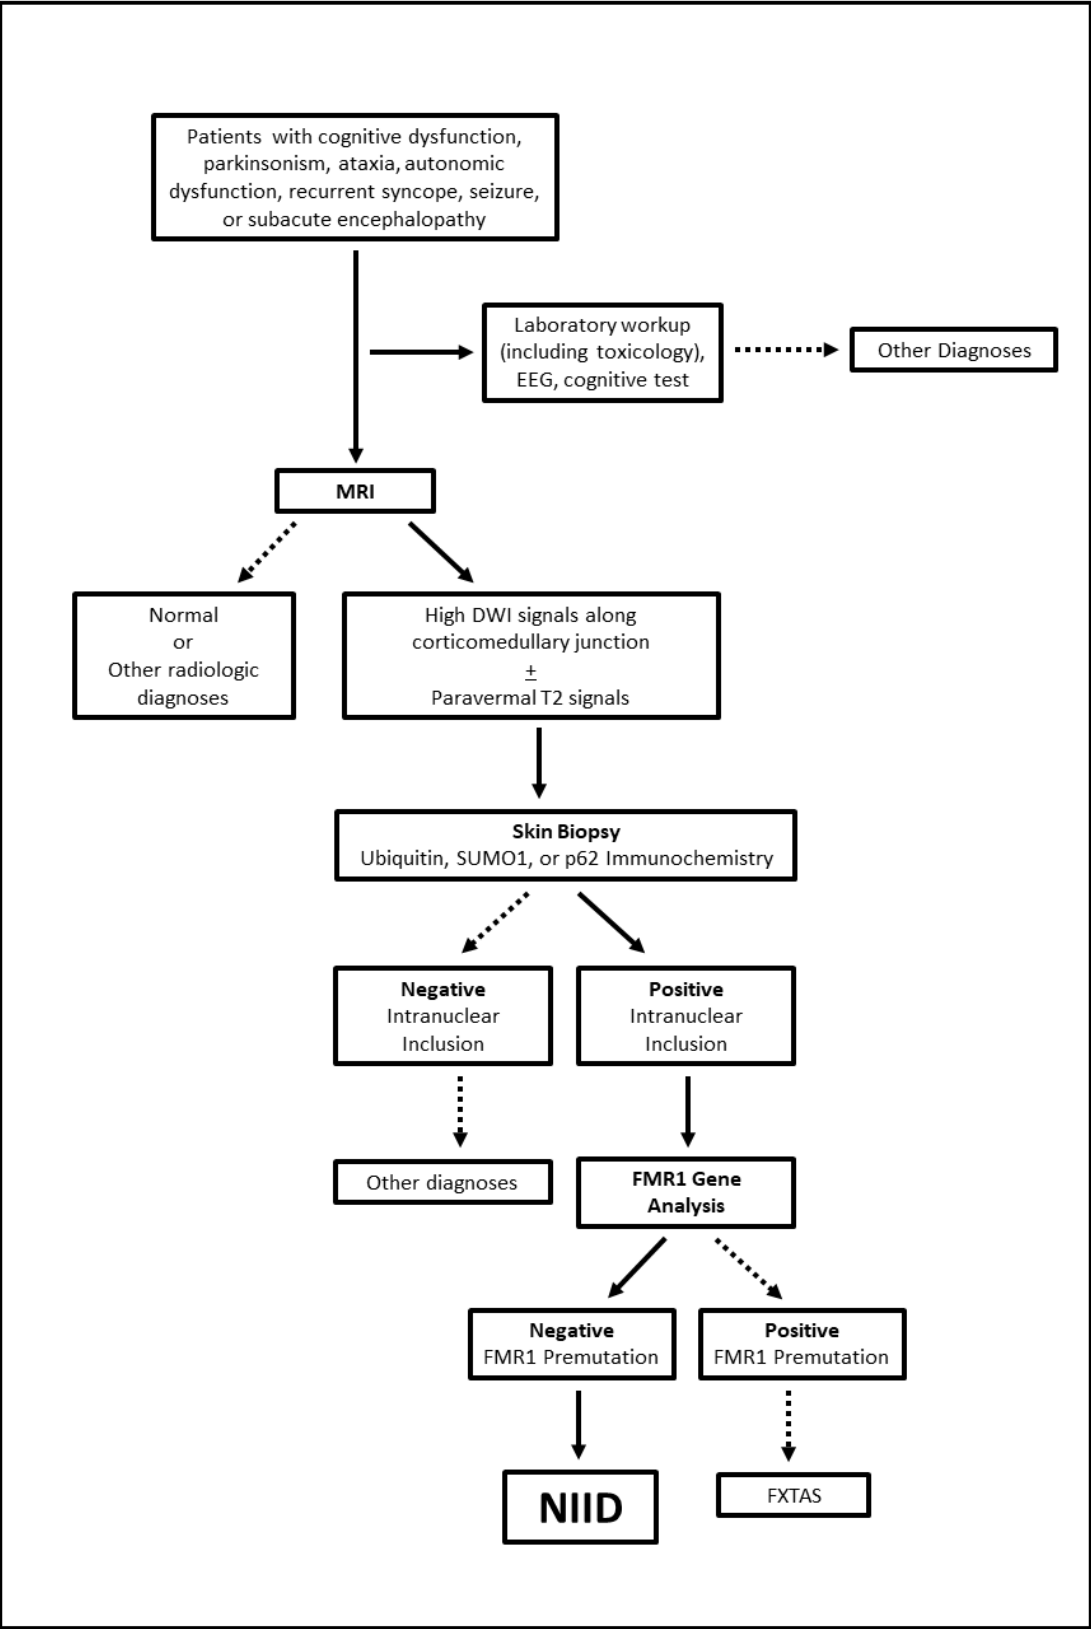 Patients with cognitive dysfunction,
parkinsonism, ataxia, autonomic
dysfunction, recurrent syncope, seizure,
or subacute encephalopathy
Laboratory workup
(including toxicology),
EEG, cognitive test
Other Diagnoses
MRI
Normal
or
Other radiologic
diagnoses
High DWI signals along
corticomedullary junction
±
Paravermal T2 signals
Skin Biopsy
Ubiquitin, SUMO1, or p62 Immunochemistry
Negative
Intranuclear
Inclusion
Positive
Intranuclear
Inclusion
Other diagnoses
FMR1 Gene
Analysis
Negative
FMR1 Premutation
Positive
FMR1 Premutation
NIID
FXTAS